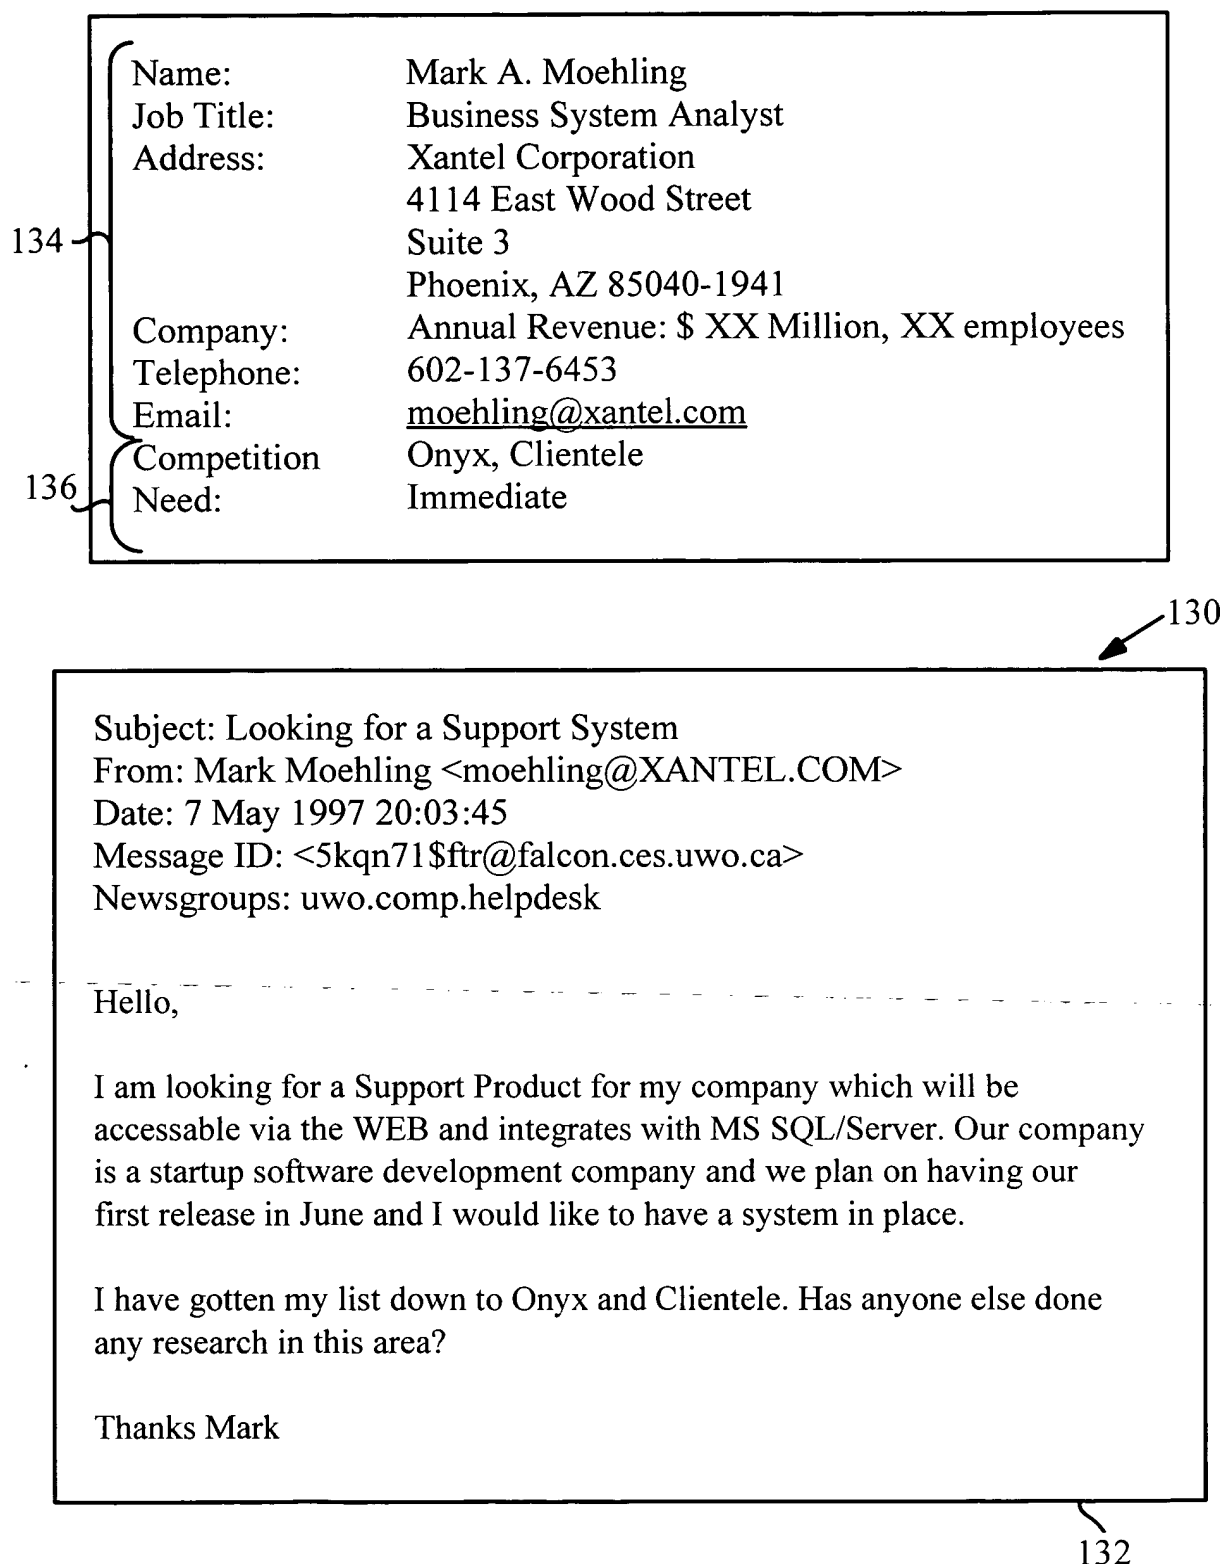 Name: Mark A. Moehling
Job Title: Business System Analyst
Address: Xantel Corporation
4114 East Wood Street
134
Suite 3
Phoenix, AZ 85040-1941
Company: Annual Revenue: $ XX Million, XX employees
Telephone: 602-137-6453
Email: moehling@xantel.com
Competition Onyx, Clientele
136
Need: Immediate
130
Subject: Looking for a Support System
From: Mark Moehling <moehling@XANTEL.COM>
Date: 7 May 1997 20:03:45
Message ID: <5kqn71$ftr@falcon.ces.uwo.ca>
Newsgroups: uwo.comp.helpdesk
Hello,
I am looking for a Support Product for my company which will be
accessable via the WEB and integrates with MS SQL/Server. Our company
is a startup software development company and we plan on having our
first release in June and I would like to have a system in place.
I have gotten my list down to Onyx and Clientele. Has anyone else done
any research in this area?
Thanks Mark
132